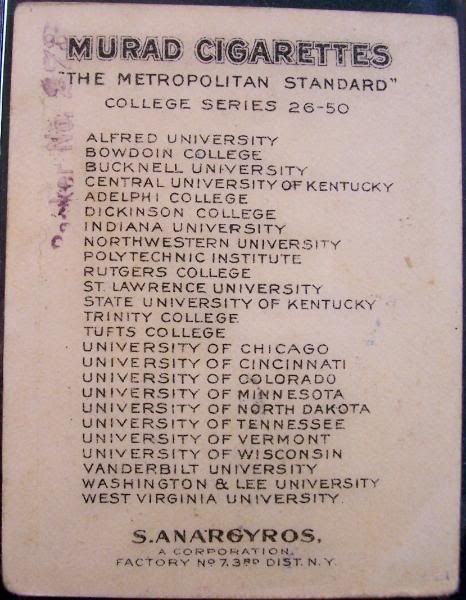 MURAD CIGARETTES
"THE METROPOLITAN STANDARD"
COLLEGE SERIES 26-50
ALFRED UNIVERSITY
BOWDOIN COLLEGE
BUCKNELL UNIVERSITY
CENTRAL UNIVERSITY OF KENTUCKY
ADELPHI COLLEGE
DICKINSON COLLEGE
INDIANA UNIVERSITY
NORTHWESTERN UNIVERSITY
POLYTECHNIC INSTITUTE
RUTGERS COLLEGE
ST. LAWRENCE UNIVERSITY
STATE UNIVERSITY OF KENTUCKY
TRINITY COLLEGE
TUFTS COLLEGE
UNIVERSITY OF CHICAGO
UNIVERSITY OF CINCINNATI
UNIVERSITY OF COLORADO
UNIVERSITY OF MINNESOTA
UNIVERSITY OF NORTH DAKOTA
UNIVERSITY OF TENNESSEE
UNIVERSITY OF VERMONT
UNIVERSITY OF WISCONSIN
VANDERBILT UNIVERSITY
WASHINGTON & LEE UNIVERSITY
WEST VIRGINIA UNIVERSITY.
S. ANARGYROS,
A CORPORATION,
FACTORY Nº 7. 3RD DIST. N.Y.